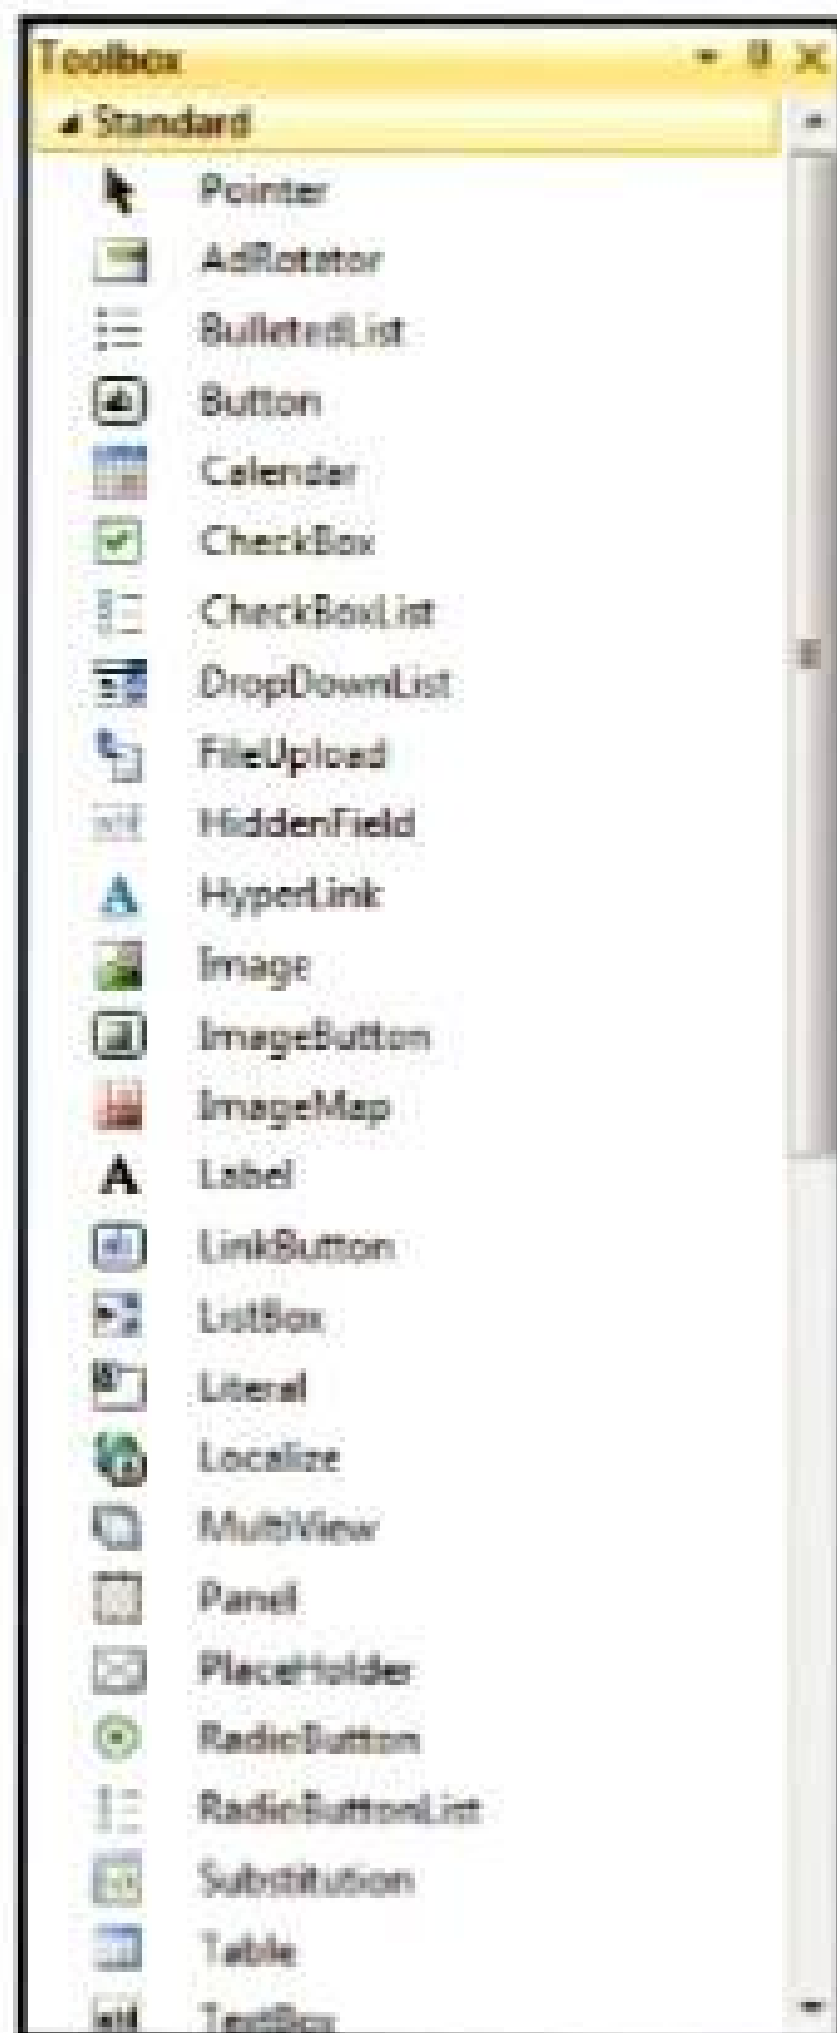 Toolbox
Standard
Pointer
AdRotator
BulletedList
Button
Calendar
CheckBox
CheckBoxList
DropDownList
FileUpload
HiddenField
HyperLink
Image
ImageButton
ImageMap
Label
LinkButton
ListBox
Literal
Localize
MultiView
Panel
PlaceHolder
RadioButton
RadioButtonList
Substitution
Table
TextBox